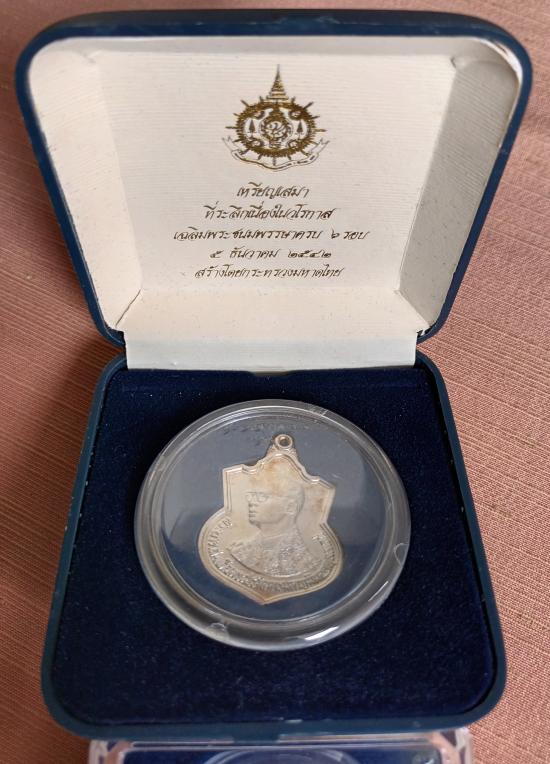 เหรียญเสมา
ที่ระลึกเนื่องในวโรกาส
เฉลิมพระชนมพรรษาครบ ๖ รอบ
๕ ธันวาคม ๒๕๔๒
สร้างโดยกระทรวงมหาดไทย